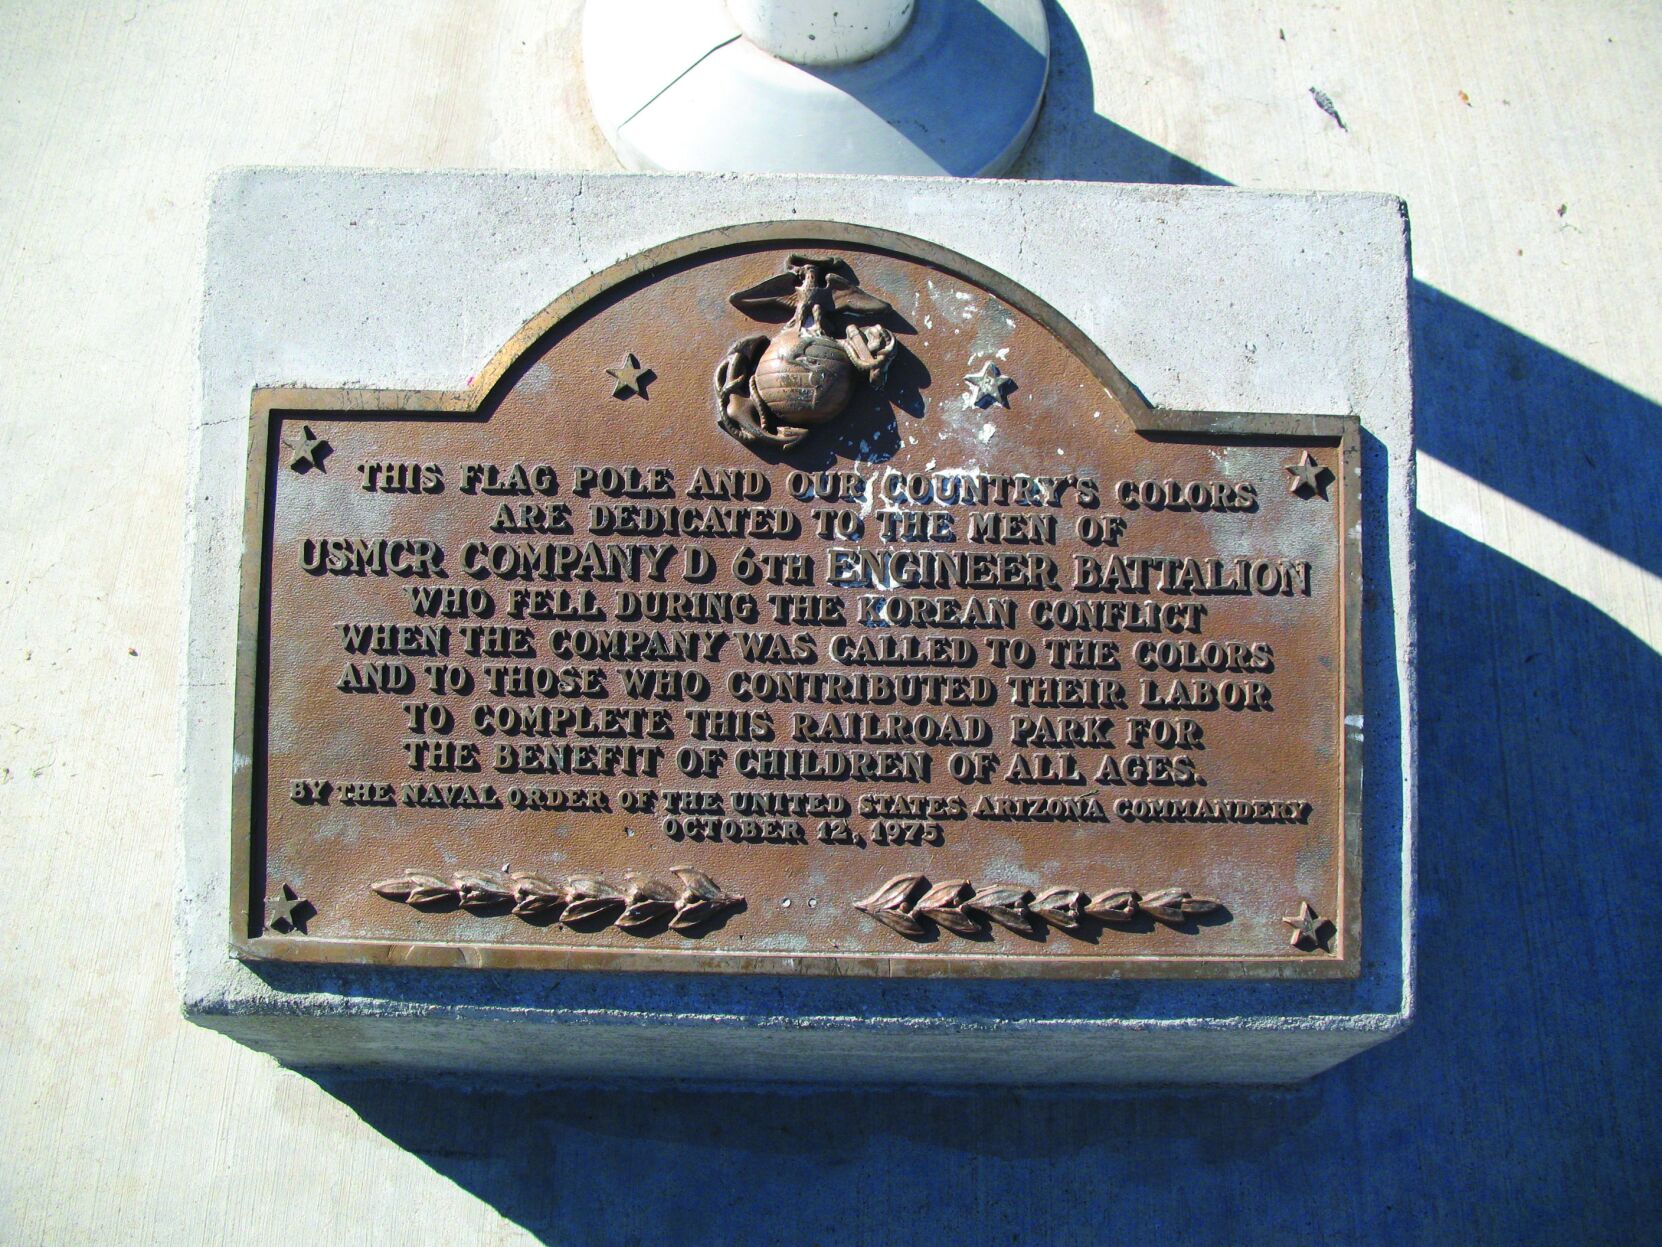 THIS FLAG POLE AND OUR COUNTRY'S COLORS
ARE DEDICATED TO THE MEN OF
USMCR COMPANY D 6TH ENGINEER BATTALION
WHO FELL DURING THE KOREAN CONFLICT
WHEN THE COMPANY WAS CALLED TO THE COLORS
AND TO THOSE WHO CONTRIBUTED THEIR LABOR
TO COMPLETE THIS RAILROAD PARK FOR
THE BENEFIT OF CHILDREN OF ALL AGES.
BY THE NAVAL ORDER OF THE UNITED STATES ARIZONA COMMANDERY
OCTOBER 12, 1975